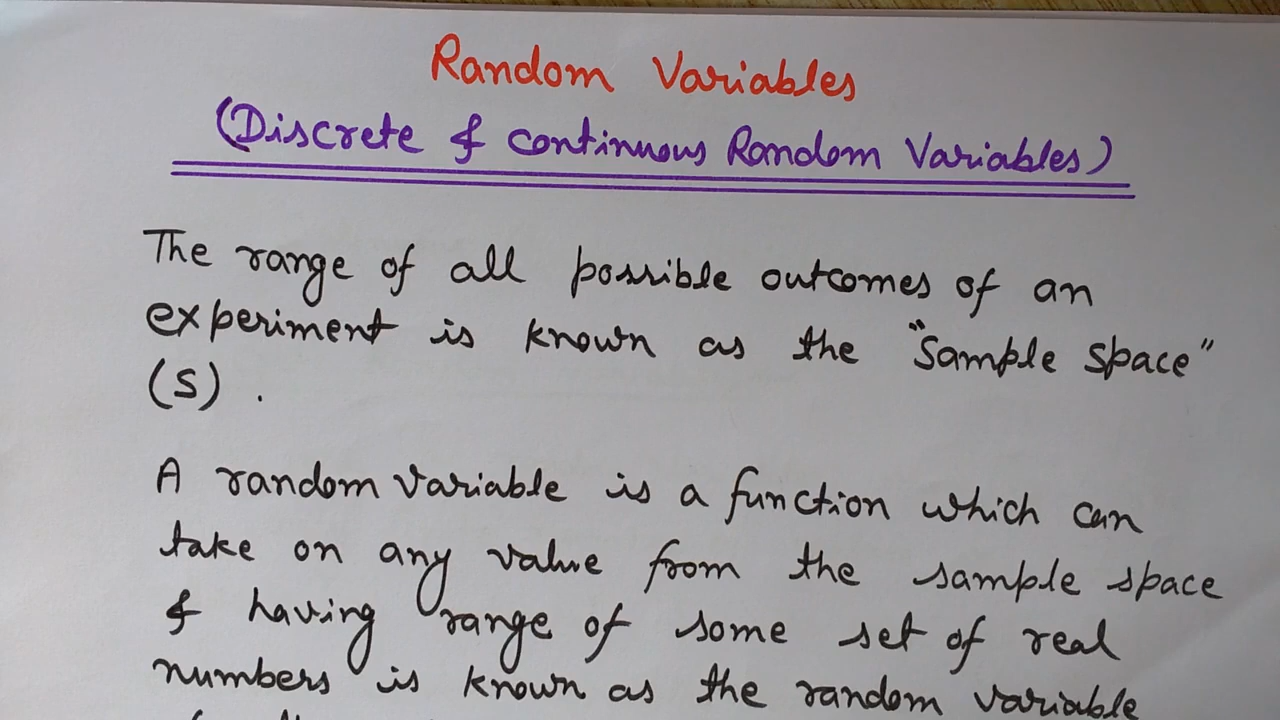 Random Variables
(Discrete & continuous Random Variables)
The range of all possible outcomes of an
experiment is known as the "Sample space"
(S) .
A random variable is a function which can
take on any value from the sample space
& having range of some set of real
numbers is known as the random variable